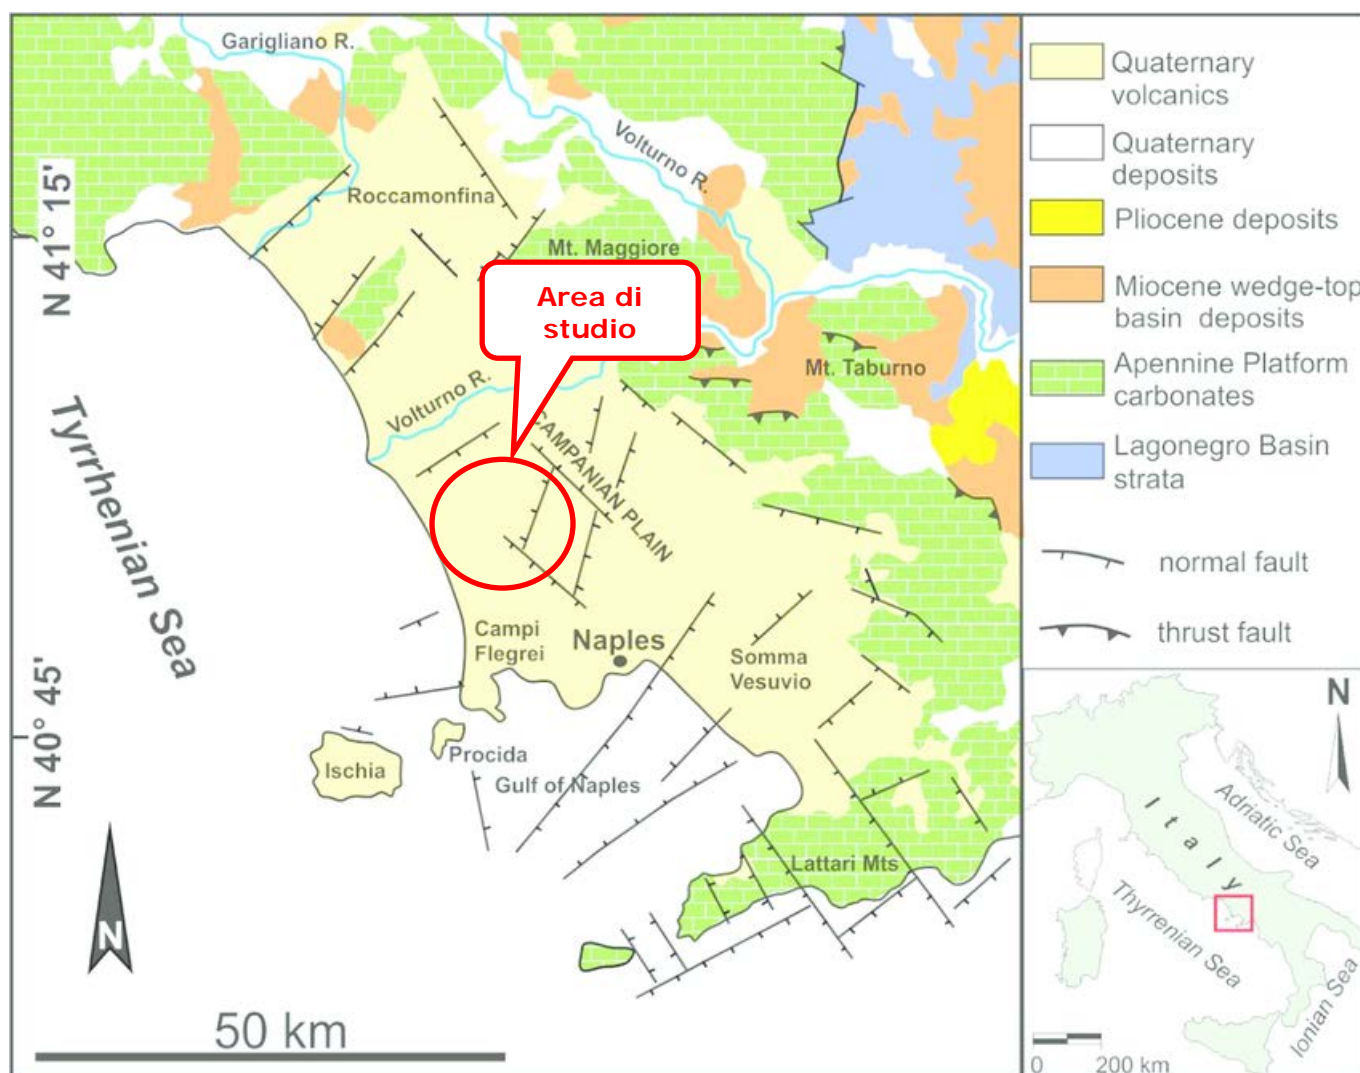 Garigliano R.
Volturno R.
N 41° 15'
Roccamonfina
Mt. Maggiore
Area di
studio
Mt. Taburno
Volturno R.
CAMPANIAN PLAIN
Tyrrhenian Sea
Campi
Flegrei
Naples
Somma
Vesuvio
N 40° 45'
Procida
Ischia
Gulf of Naples
Lattari Mts
N
50 km
Quaternary
volcanics
Quaternary
deposits
Pliocene deposits
Miocene wedge-top
basin deposits
Apennine Platform
carbonates
Lagonegro Basin
strata
normal fault
thrust fault
N
Adriatic Sea
Italy
Thyrrenian Sea
Ionian Sea
0 200 km